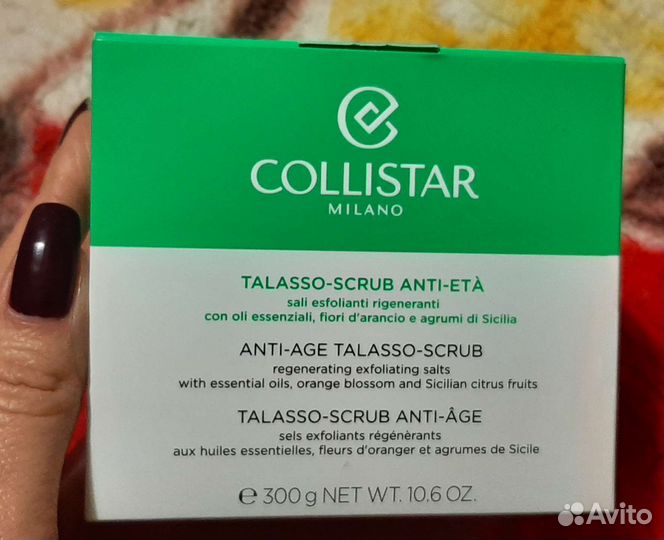 COLLISTAR
MILANO
TALASSO-SCRUB ANTI-ETÀ
sali esfolianti rigeneranti
con oli essenziali, fiori d'arancio e agrumi di Sicilia
ANTI-AGE TALASSO-SCRUB
regenerating exfoliating salts
with essential oils, orange blossom and Sicilian citrus fruits
TALASSO-SCRUB ANTI-ÂGE
sels exfoliants régénèrants
aux huiles essentielles, fleurs d'oranger et agrumes de Sicile
℮ 300 g NET WT. 10.6 OZ.
Avito